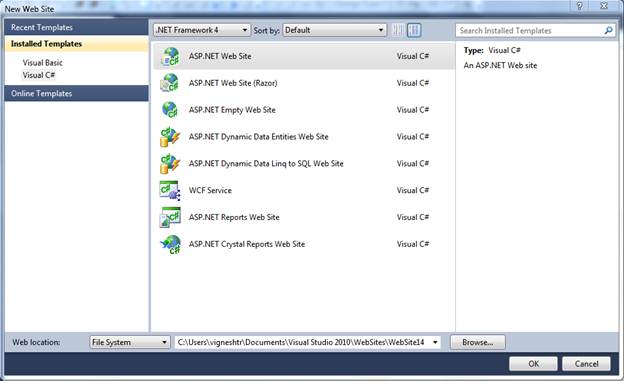 New Web Site
Recent Templates
Installed Templates
Visual Basic
Visual C#
Online Templates
.NET Framework 4
Sort by: Default
ASP.NET Web Site Visual C#
ASP.NET Web Site (Razor) Visual C#
ASP.NET Empty Web Site Visual C#
ASP.NET Dynamic Data Entities Web Site Visual C#
ASP.NET Dynamic Data Linq to SQL Web Site Visual C#
WCF Service Visual C#
ASP.NET Reports Web Site Visual C#
ASP.NET Crystal Reports Web Site Visual C#
Search Installed Templates
Type: Visual C#
An ASP.NET Web site
Web location: File System C:\Users\vigneshtr\Documents\Visual Studio 2010\WebSites\WebSite14 Browse...
OK Cancel